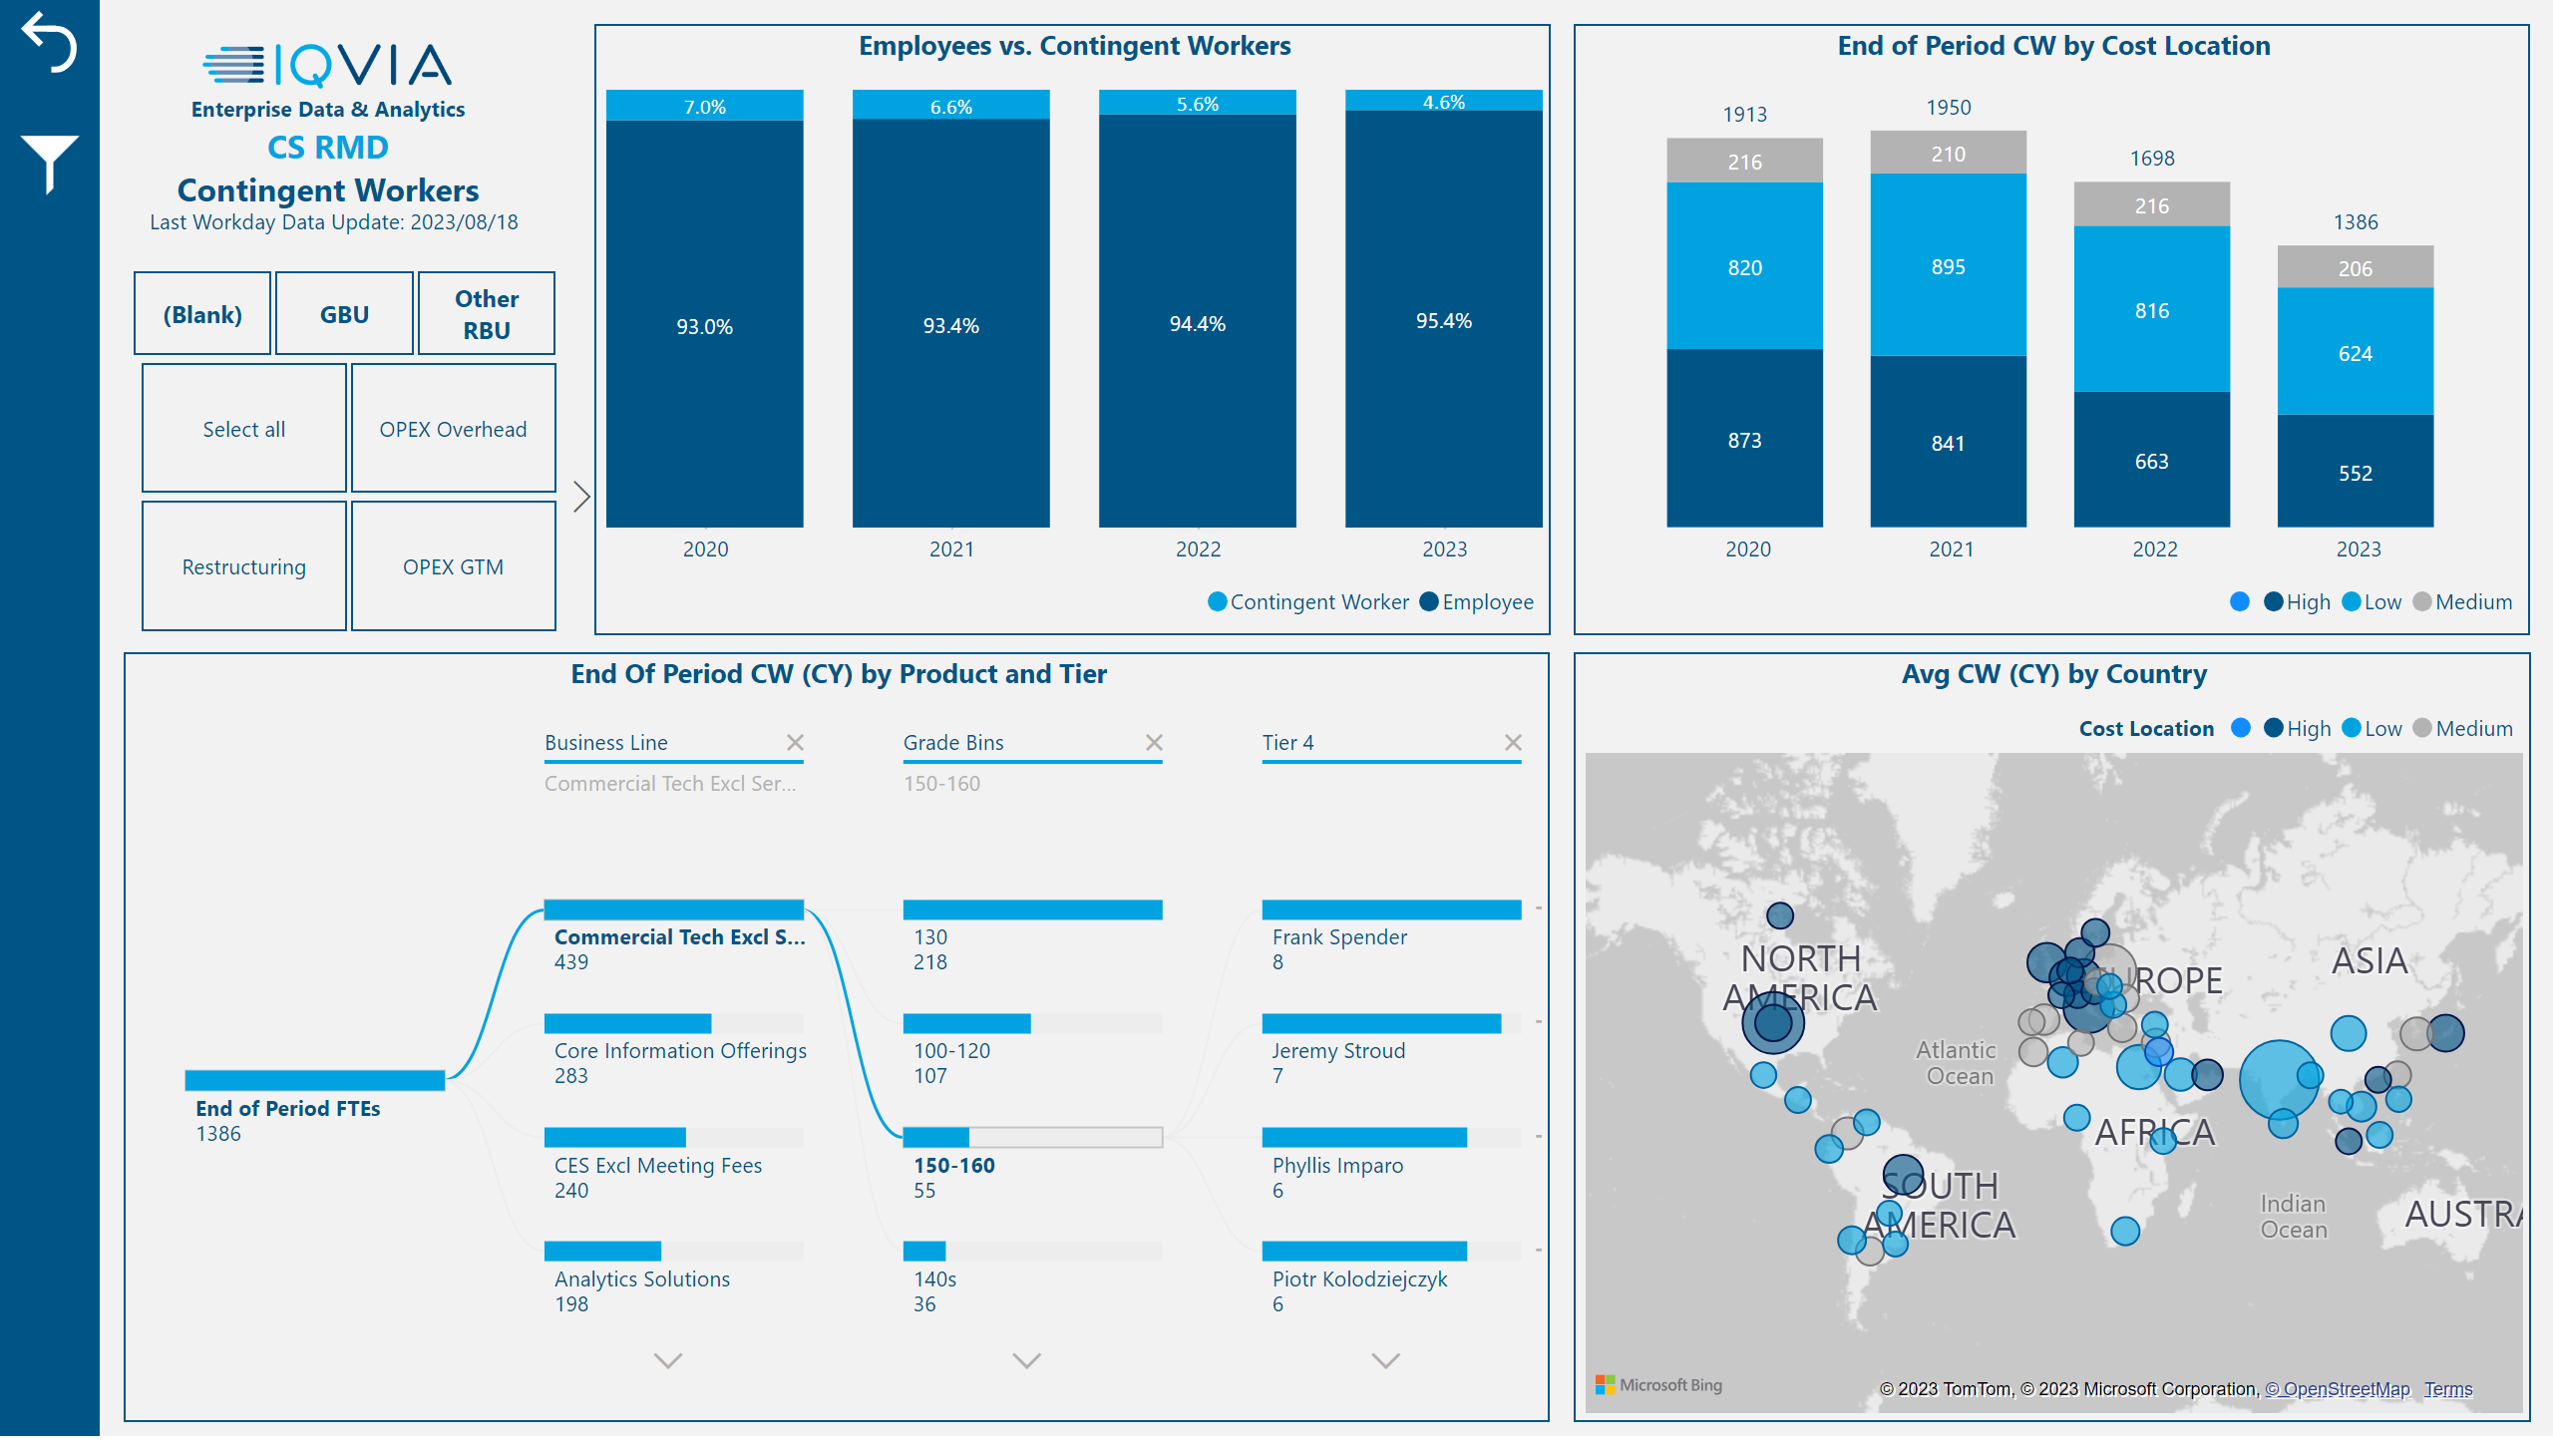 IQVIA
Enterprise Data & Analytics
CS RMD
Contingent Workers
Last Workday Data Update: 2023/08/18
(Blank)
GBU
Other
RBU
Select all
OPEX Overhead
Restructuring
OPEX GTM
Employees vs. Contingent Workers
7.0%
6.6%
5.6%
4.6%
93.0%
93.4%
94.4%
95.4%
2020
2021
2022
2023
Contingent Worker
Employee
End of Period CW by Cost Location
1913
1950
1698
1386
216
210
216
206
820
895
816
624
873
841
663
552
2020
2021
2022
2023
High
Low
Medium
End Of Period CW (CY) by Product and Tier
Business Line
Commercial Tech Excl Ser...
Grade Bins
150-160
Tier 4
End of Period FTEs
1386
Commercial Tech Excl S...
439
Core Information Offerings
283
CES Excl Meeting Fees
240
Analytics Solutions
198
130
218
100-120
107
150-160
55
140s
36
Frank Spender
8
Jeremy Stroud
7
Phyllis Imparo
6
Piotr Kolodziejczyk
6
Avg CW (CY) by Country
Cost Location
High
Low
Medium
NORTH
AMERICA
EUROPE
ASIA
Atlantic
Ocean
AFRICA
SOUTH
AMERICA
Indian
Ocean
AUSTRA
Microsoft Bing
© 2023 TomTom, © 2023 Microsoft Corporation, © OpenStreetMap Terms